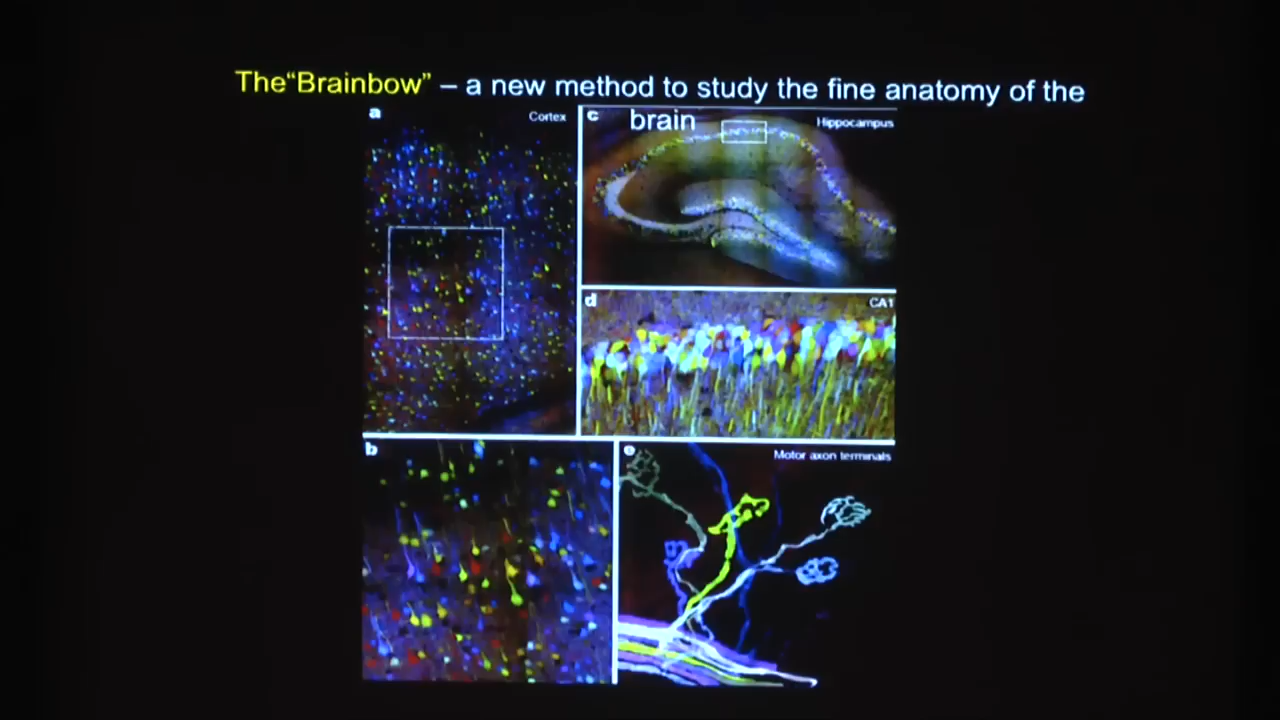 The“Brainbow” – a new method to study the fine anatomy of the
brain
a
Cortex
c
Hippocampus
d
CA1
b
e
Motor axon terminals